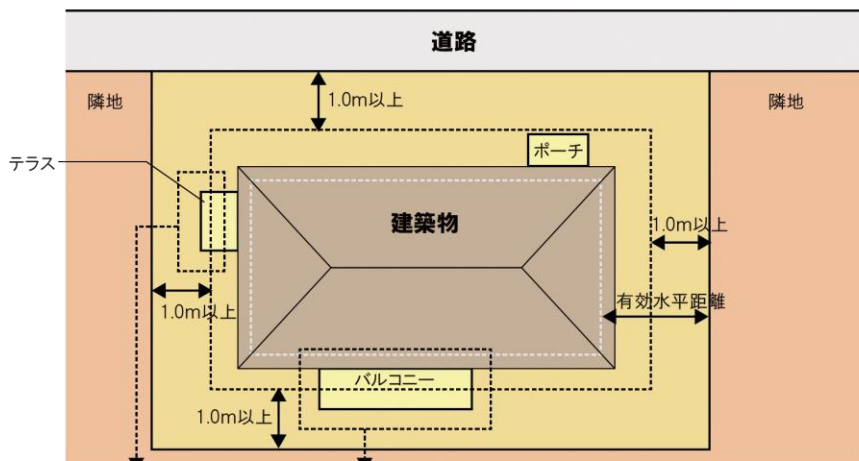 道路
隣地
1.0m以上
隣地
ポーチ
テラス
建築物
1.0m以上
有効水平距離
1.0m以上
バルコニー
1.0m以上